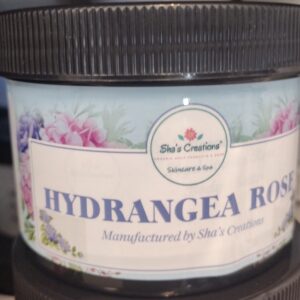 Sha's Creations
Skincare & Spa
HYDRANGEA ROSE
Manufactured by Sha's Creations